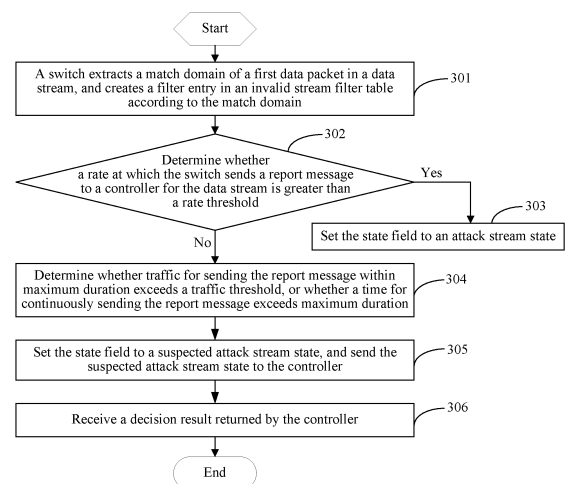 Start
A switch extracts a match domain of a first data packet in a data
stream, and creates a filter entry in an invalid stream filter table
according to the match domain
301
302
Determine whether
a rate at which the switch sends a report message
to a controller for the data stream is greater than
a rate threshold
Yes
303
Set the state field to an attack stream state
No
Determine whether traffic for sending the report message within
maximum duration exceeds a traffic threshold, or whether a time for
continuously sending the report message exceeds maximum duration
304
Set the state field to a suspected attack stream state, and send the
suspected attack stream state to the controller
305
Receive a decision result returned by the controller
306
End